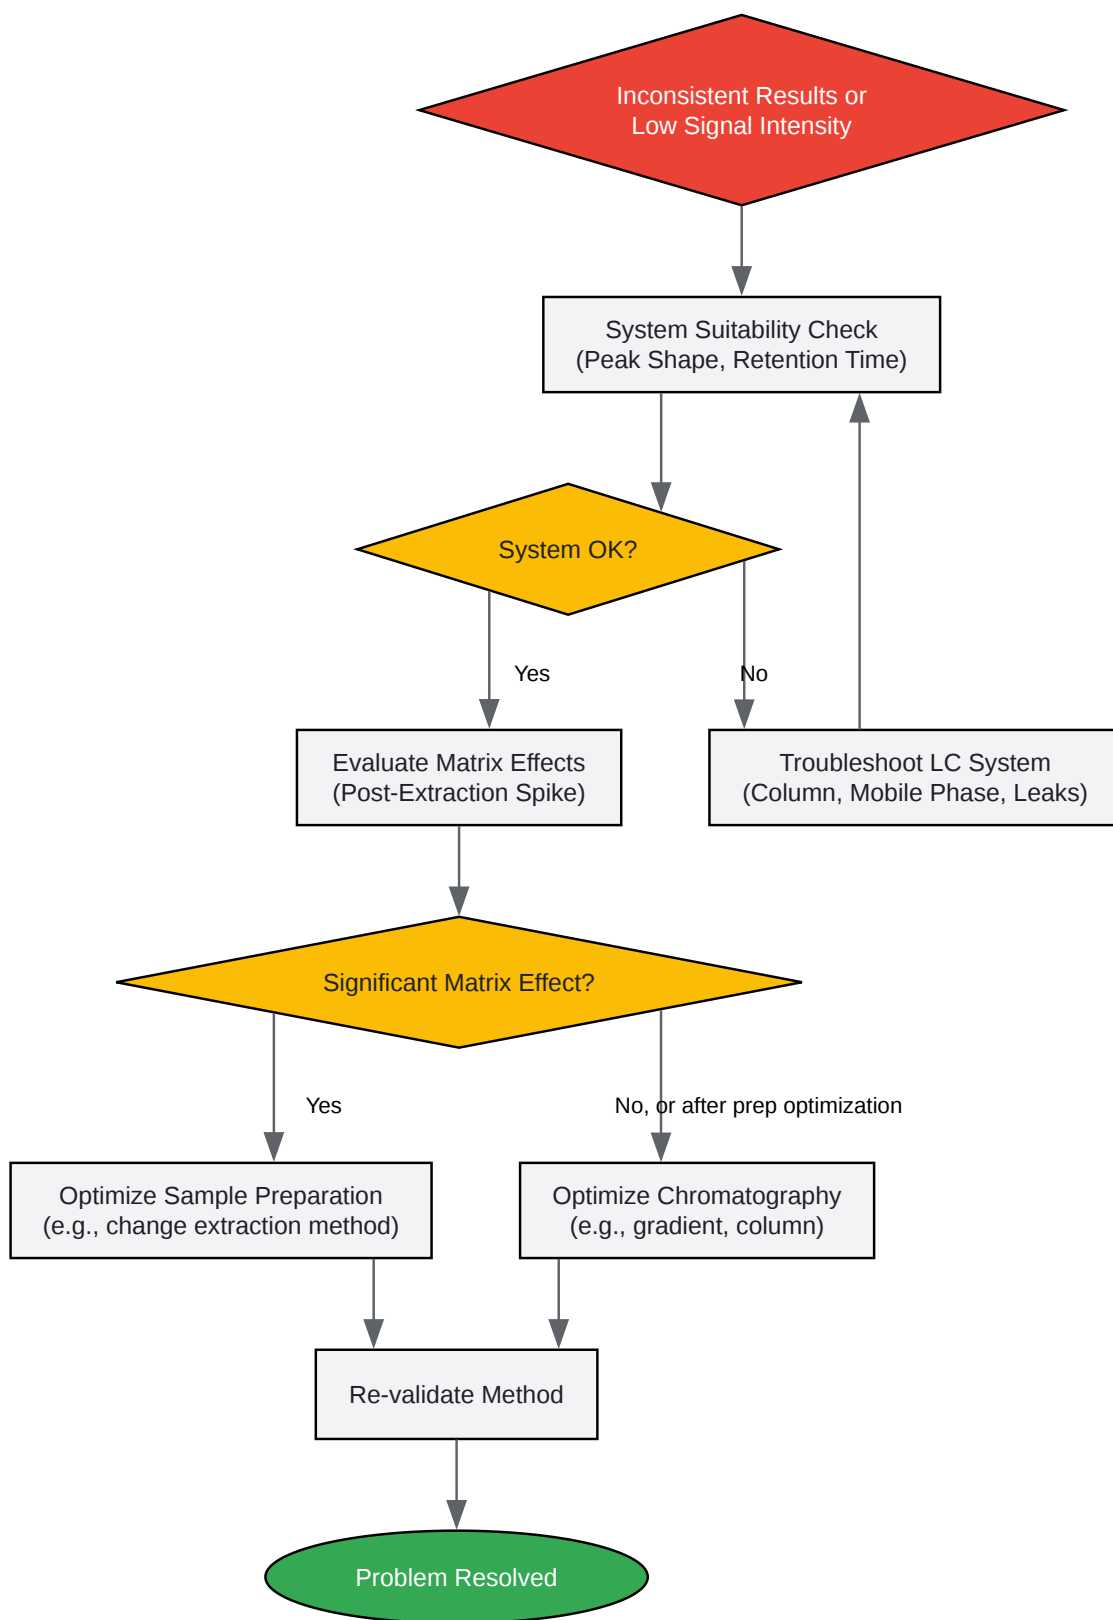 Inconsistent Results or
Low Signal Intensity
System Suitability Check
(Peak Shape, Retention Time)
System OK?
Yes
No
Evaluate Matrix Effects
(Post-Extraction Spike)
Troubleshoot LC System
(Column, Mobile Phase, Leaks)
Significant Matrix Effect?
Yes
No, or after prep optimization
Optimize Sample Preparation
(e.g., change extraction method)
Optimize Chromatography
(e.g., gradient, column)
Re-validate Method
Problem Resolved